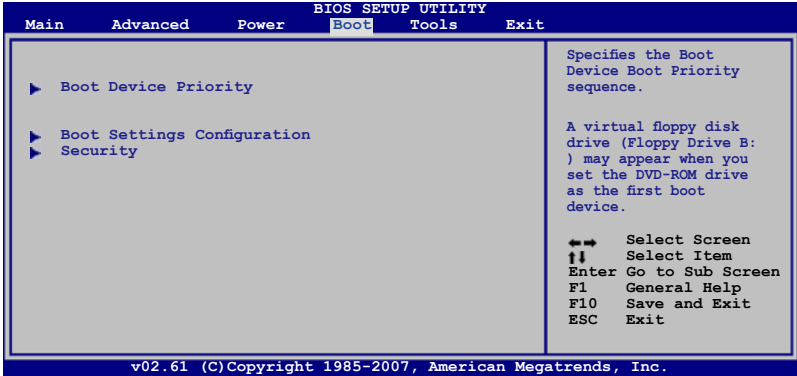 BIOS SETUP UTILITY
Main Advanced Power Boot Tools Exit
Boot Device Priority
Boot Settings Configuration
Security
Specifies the Boot
Device Boot Priority
sequence.
A virtual floppy disk
drive (Floppy Drive B:
) may appear when you
set the DVD-ROM drive
as the first boot
device.
Select Screen
Select Item
Enter Go to Sub Screen
F1 General Help
F10 Save and Exit
ESC Exit
v02.61 (C)Copyright 1985-2007, American Megatrends, Inc.